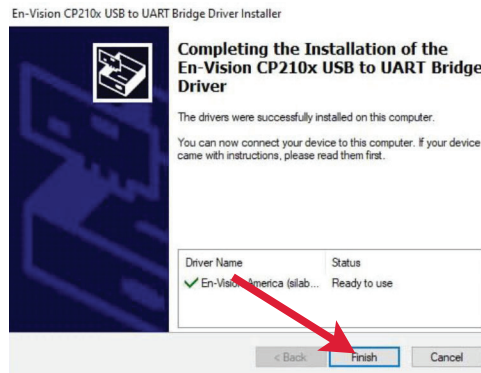 En-Vision CP210x USB to UART Bridge Driver Installer
Completing the Installation of the
En-Vision CP210x USB to UART Bridge
Driver
The drivers were successfully installed on this computer.
You can now connect your device to this computer. If your device
came with instructions, please read them first.
Driver Name Status
En-Vision America (silab... Ready to use
< Back Finish Cancel